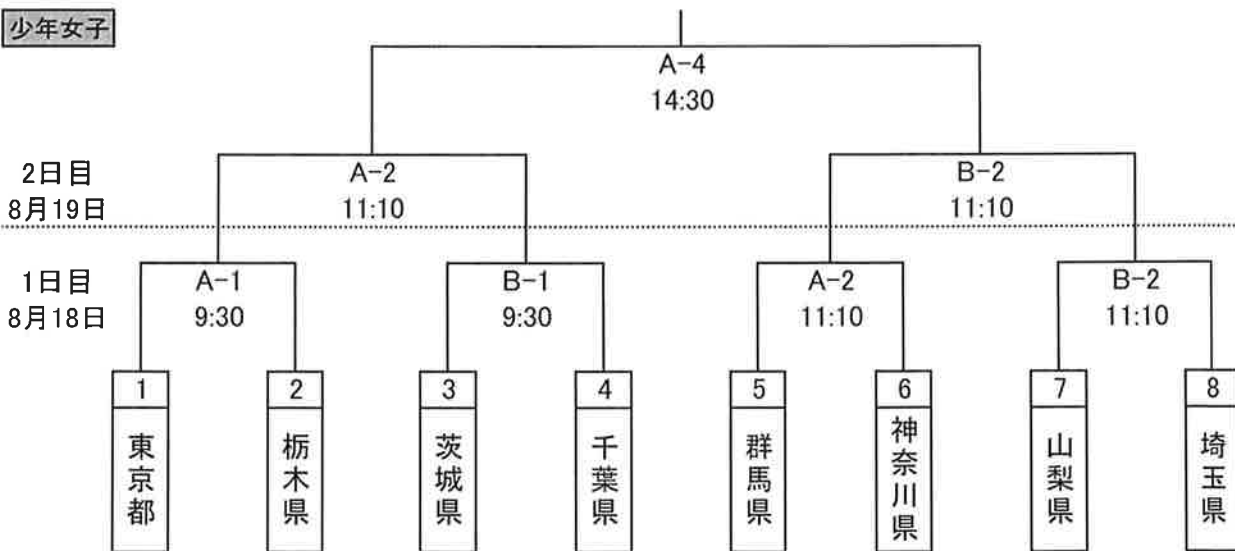 少年女子
A-4
14:30
2日目
8月19日
A-2
11:10
B-2
11:10
1日目
8月18日
A-1
9:30
B-1
9:30
A-2
11:10
B-2
11:10
1
2
3
4
5
6
7
8
東京都
栃木県
茨城県
千葉県
群馬県
神奈川県
山梨県
埼玉県